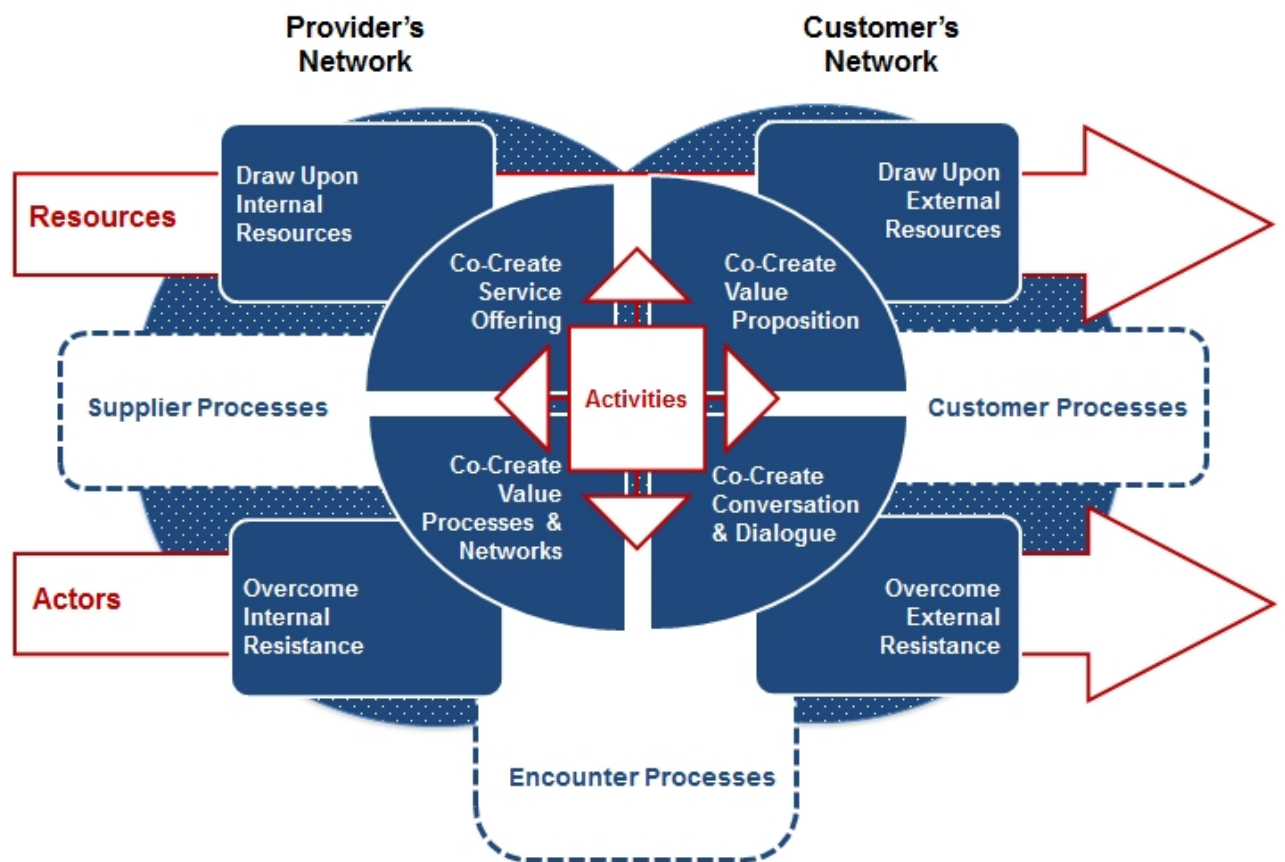 Provider’s
Network
Customer’s
Network
Resources
Draw Upon
Internal
Resources
Draw Upon
External
Resources
Co-Create
Service
Offering
Co-Create
Value
Proposition
Supplier Processes
Activities
Customer Processes
Co-Create
Value
Processes &
Networks
Co-Create
Conversation
& Dialogue
Actors
Overcome
Internal
Resistance
Overcome
External
Resistance
Encounter Processes